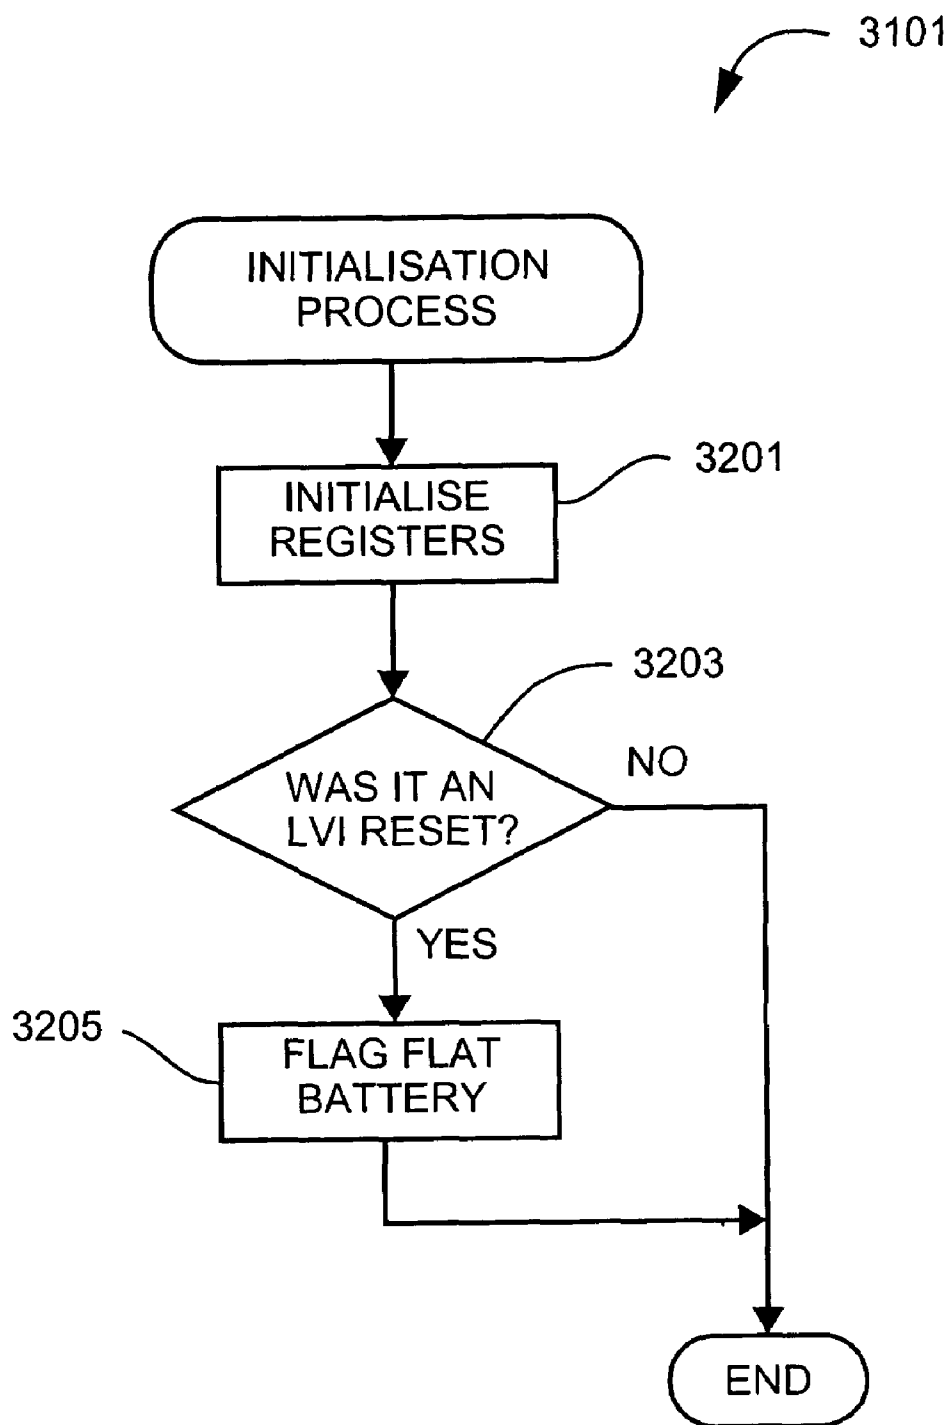 3101
INITIALISATION
PROCESS
3201
INITIALISE
REGISTERS
3203
NO
WAS IT AN
LVI RESET?
YES
3205
FLAG FLAT
BATTERY
END